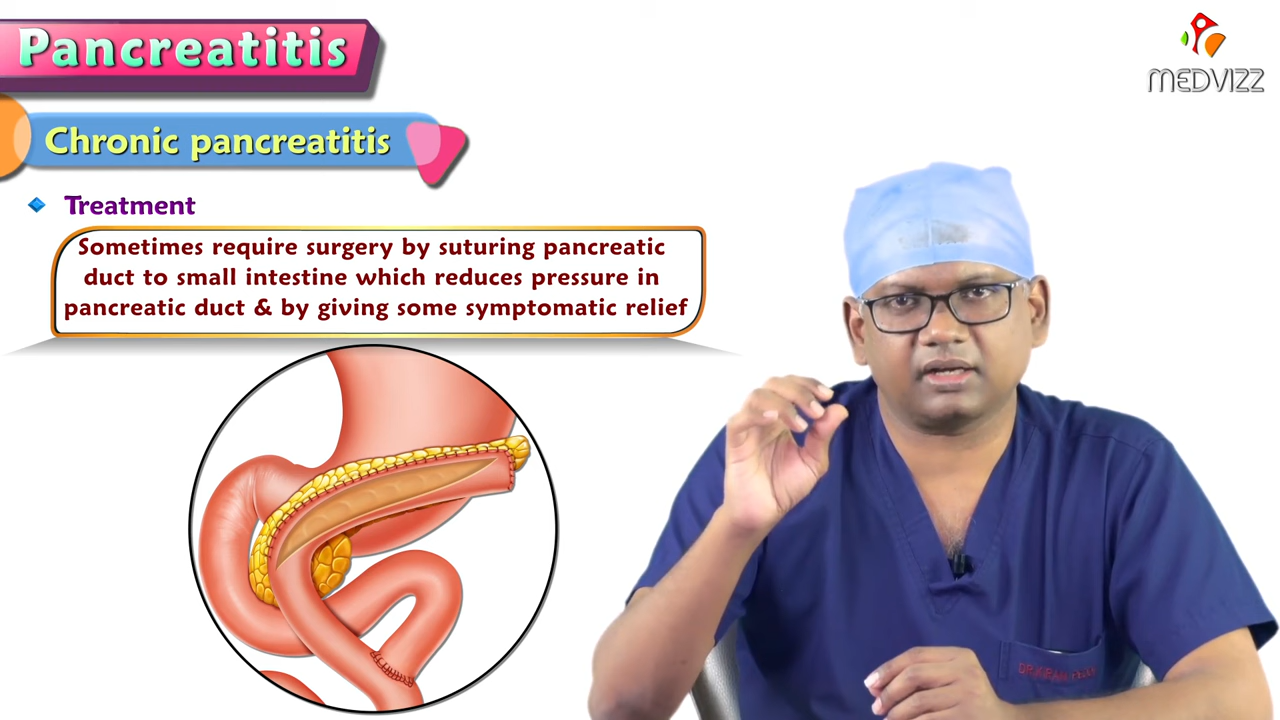 Pancreatitis
MEDVIZZ
Chronic pancreatitis
Treatment
Sometimes require surgery by suturing pancreatic
duct to small intestine which reduces pressure in
pancreatic duct & by giving some symptomatic relief